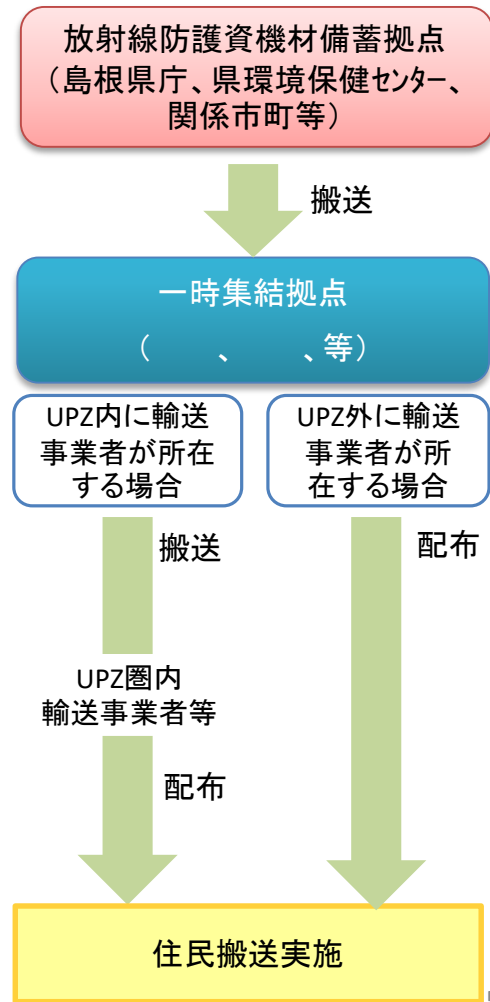 放射線防護資機材備蓄拠点
（島根県庁、県環境保健センター、
関係市町等）
搬送
一時集結拠点
（　　、　　、等）
UPZ内に輸送
事業者が所在
する場合
UPZ外に輸送
事業者が所
在する場合
搬送
配布
UPZ圏内
輸送事業者等
配布
住民搬送実施